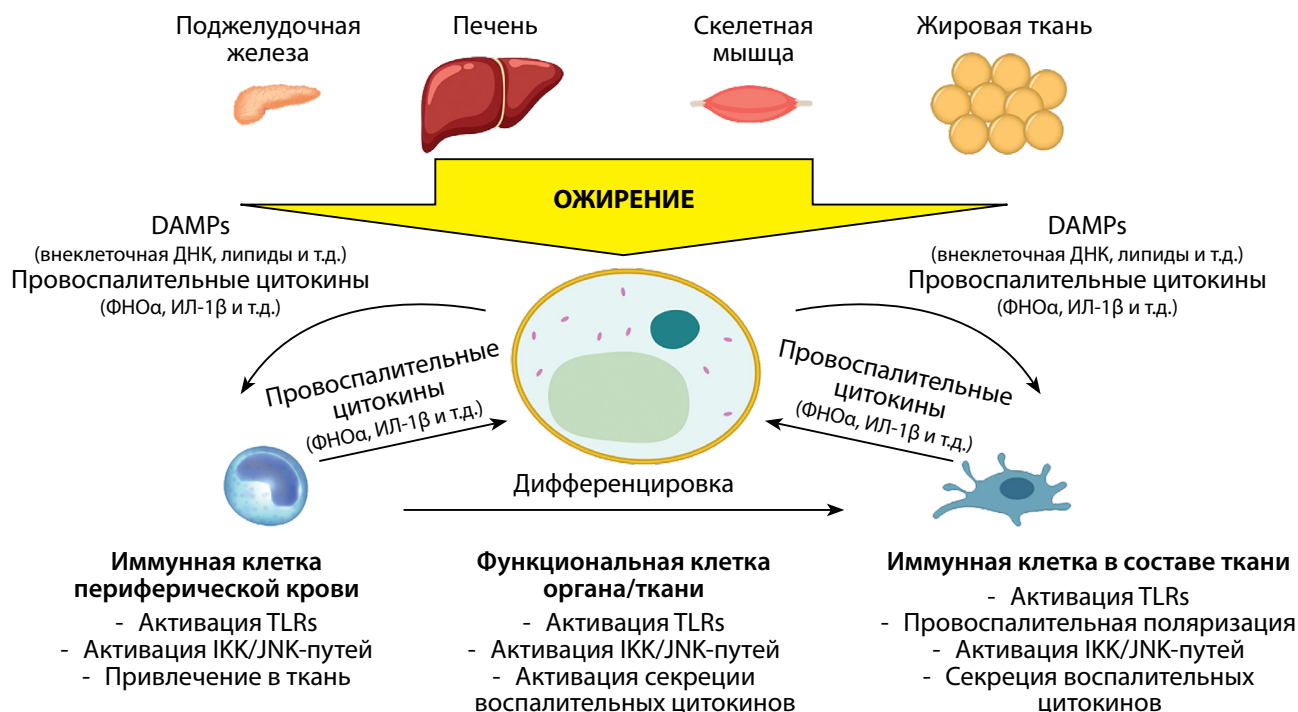 Поджелудочная
железа
Печень
Скелетная
мышца
Жировая ткань
ОЖИРЕНИЕ
DAMPs
(внеклеточная ДНК, липиды и т.д.)
Провоспалительные цитокины
(ФНОα, ИЛ-1β и т.д.)
DAMPs
(внеклеточная ДНК, липиды и т.д.)
Провоспалительные цитокины
(ФНОα, ИЛ-1β и т.д.)
Провоспалительные
цитокины
(ФНОα, ИЛ-1β и т.д.)
Провоспалительные
цитокины
(ФНОα, ИЛ-1β и т.д.)
Дифференцировка
Иммунная клетка
периферической крови
- Активация TLRs
- Активация IKK/JNK-путей
- Привлечение в ткань
Функциональная клетка
органа/ткани
- Активация TLRs
- Активация IKK/JNK-путей
- Активация секреции
воспалительных цитокинов
Иммунная клетка в составе ткани
- Активация TLRs
- Провоспалительная поляризация
- Активация IKK/JNK-путей
- Секреция воспалительных
цитокинов